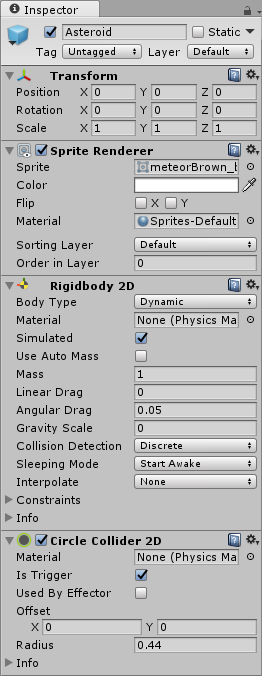 Inspector
Asteroid Static
Tag Untagged Layer Default
Transform
Position X 0 Y 0 Z 0
Rotation X 0 Y 0 Z 0
Scale X 1 Y 1 Z 1
Sprite Renderer
Sprite meteorBrown_b
Color
Flip X Y
Material Sprites-Default
Sorting Layer Default
Order in Layer 0
Rigidbody 2D
Body Type Dynamic
Material None (Physics Ma
Simulated
Use Auto Mass
Mass 1
Linear Drag 0
Angular Drag 0.05
Gravity Scale 0
Collision Detection Discrete
Sleeping Mode Start Awake
Interpolate None
Constraints
Info
Circle Collider 2D
Material None (Physics Ma
Is Trigger
Used By Effector
Offset
X 0 Y 0
Radius 0.44
Info